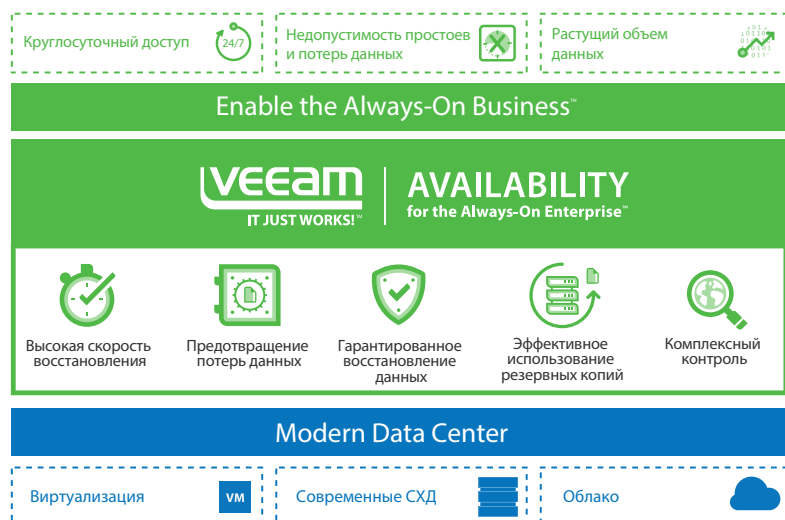 Круглосуточный доступ
24/7
Недопустимость простоев
и потерь данных
Растущий объем
данных
Enable the Always-On Business™
veeam
IT JUST WORKS!™
AVAILABILITY
for the Always-On Enterprise™
Высокая скорость
восстановления
Предотвращение
потерь данных
Гарантированное
восстановление
данных
Эффективное
использование
резервных копий
Комплексный
контроль
Modern Data Center
Виртуализация
VM
Современные СХД
Облако